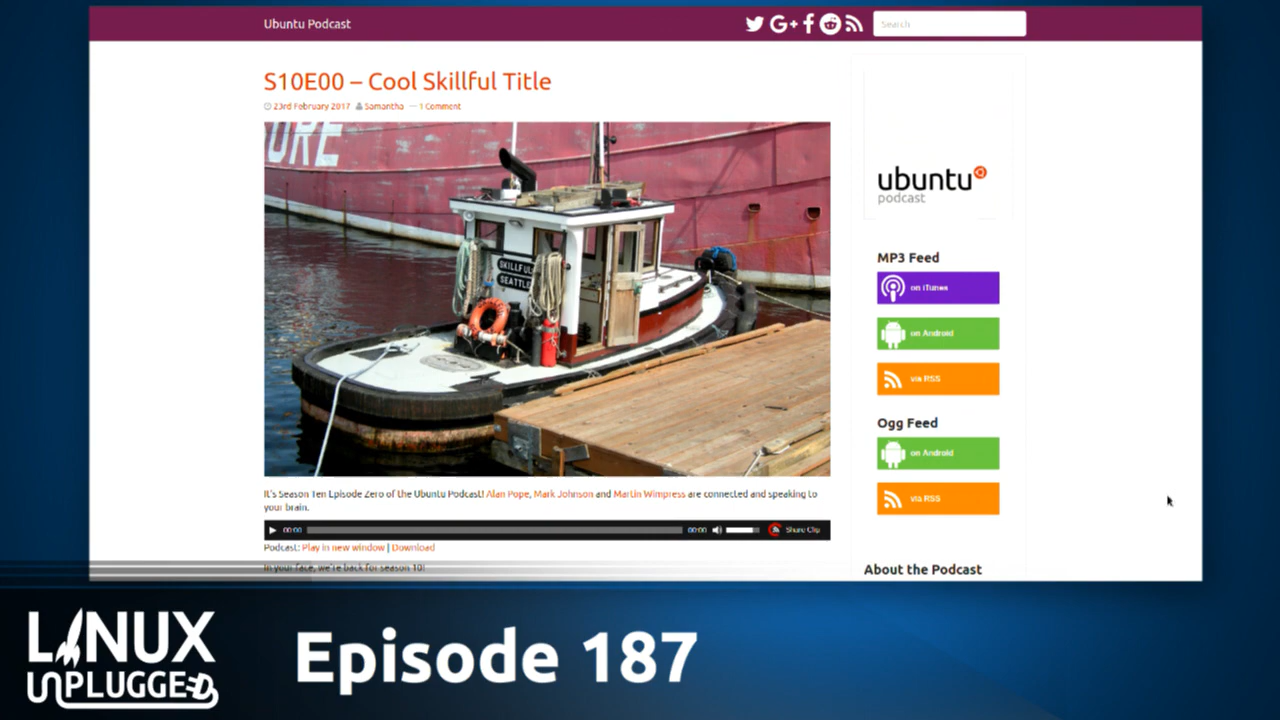 Ubuntu Podcast
Search
S10E00 – Cool Skillful Title
23rd February 2017 Samantha — 1 Comment
URE
SKILLFUL
SEATTLE
ubuntu
podcast
MP3 Feed
on iTunes
on Android
via RSS
Ogg Feed
on Android
via RSS
It's Season Ten Episode Zero of the Ubuntu Podcast! Alan Pope, Mark Johnson and Martin Wimpress are connected and speaking to
your brain.
00:00 00:00 Share Clip
Podcast: Play in new window | Download
In your face, we're back for season 10!
About the Podcast
LINUX
UNPLUGGED
Episode 187